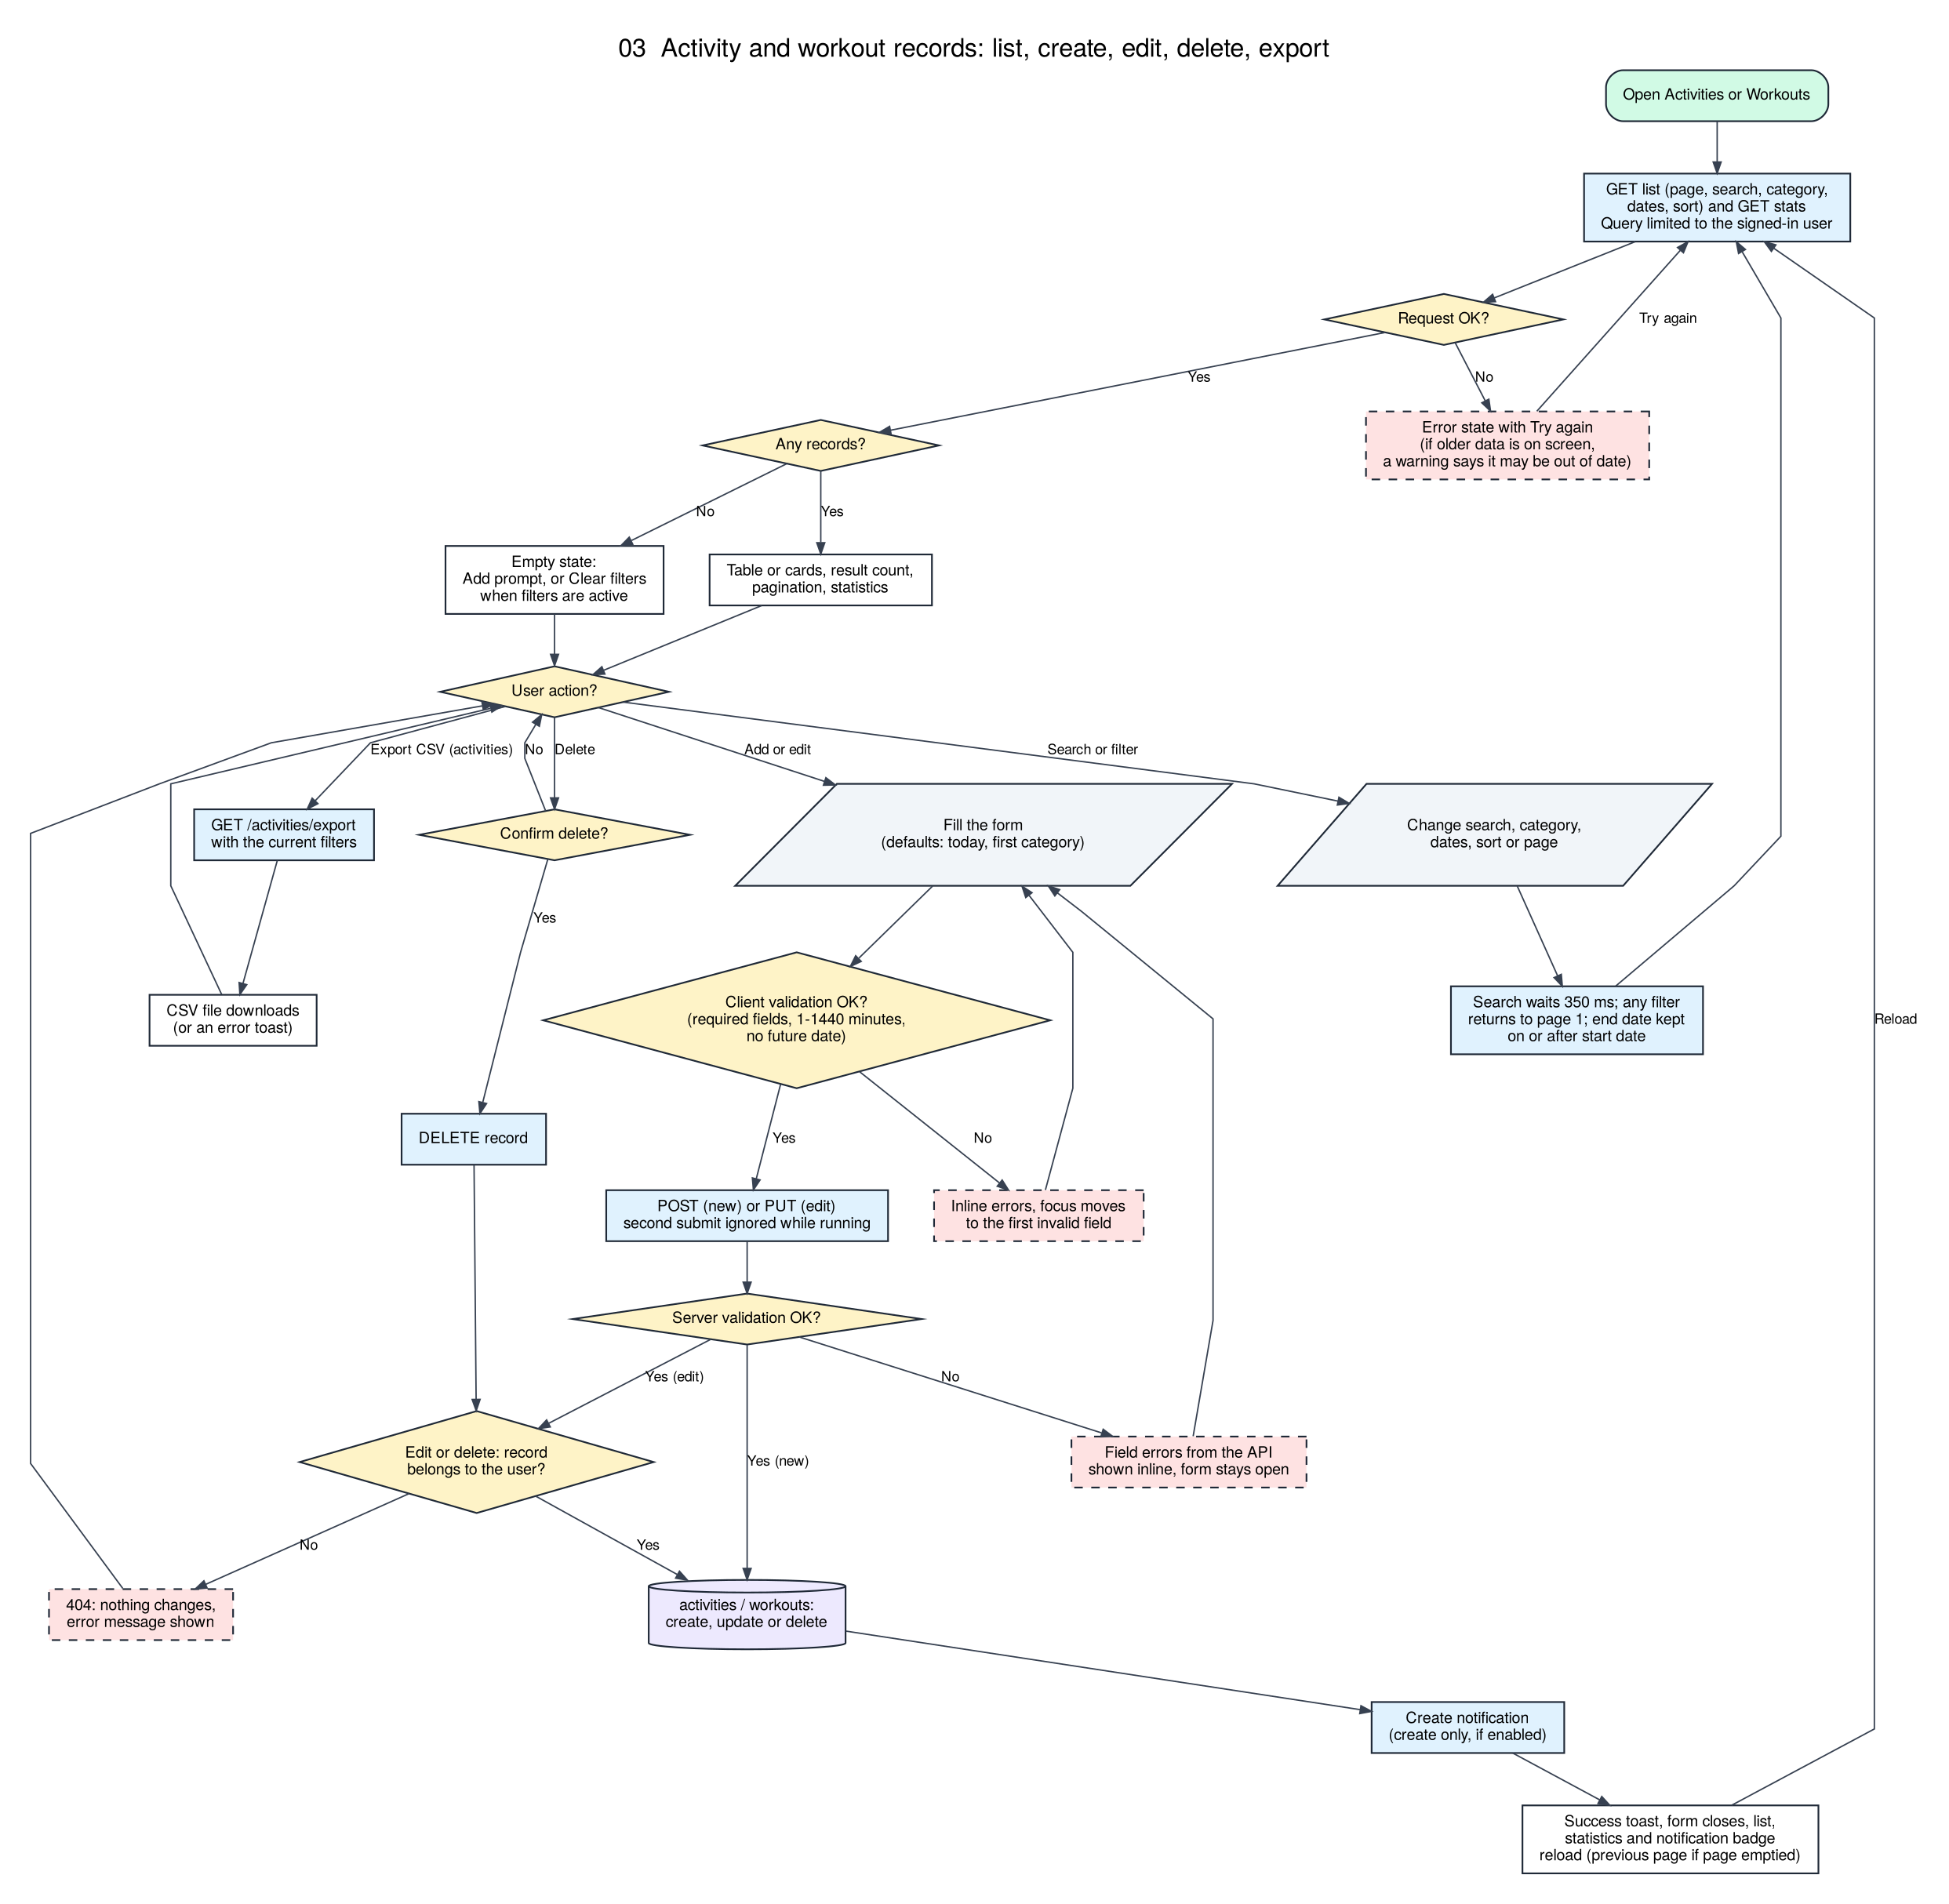 03  Activity and workout records: list, create, edit, delete, export
Open Activities or Workouts
GET list (page, search, category,
dates, sort) and GET stats
Query limited to the signed-in user
Request OK?
Try again
Yes
No
Error state with Try again
(if older data is on screen,
a warning says it may be out of date)
Any records?
No
Yes
Empty state:
Add prompt, or Clear filters
when filters are active
Table or cards, result count,
pagination, statistics
User action?
Export CSV (activities)
No
Delete
Add or edit
Search or filter
GET /activities/export
with the current filters
Confirm delete?
Fill the form
(defaults: today, first category)
Change search, category,
dates, sort or page
Yes
CSV file downloads
(or an error toast)
Client validation OK?
(required fields, 1-1440 minutes,
no future date)
Search waits 350 ms; any filter
returns to page 1; end date kept
on or after start date
Reload
DELETE record
Yes
No
POST (new) or PUT (edit)
second submit ignored while running
Inline errors, focus moves
to the first invalid field
Server validation OK?
Yes (edit)
No
Edit or delete: record
belongs to the user?
Yes (new)
Field errors from the API
shown inline, form stays open
No
Yes
404: nothing changes,
error message shown
activities / workouts:
create, update or delete
Create notification
(create only, if enabled)
Success toast, form closes, list,
statistics and notification badge
reload (previous page if page emptied)